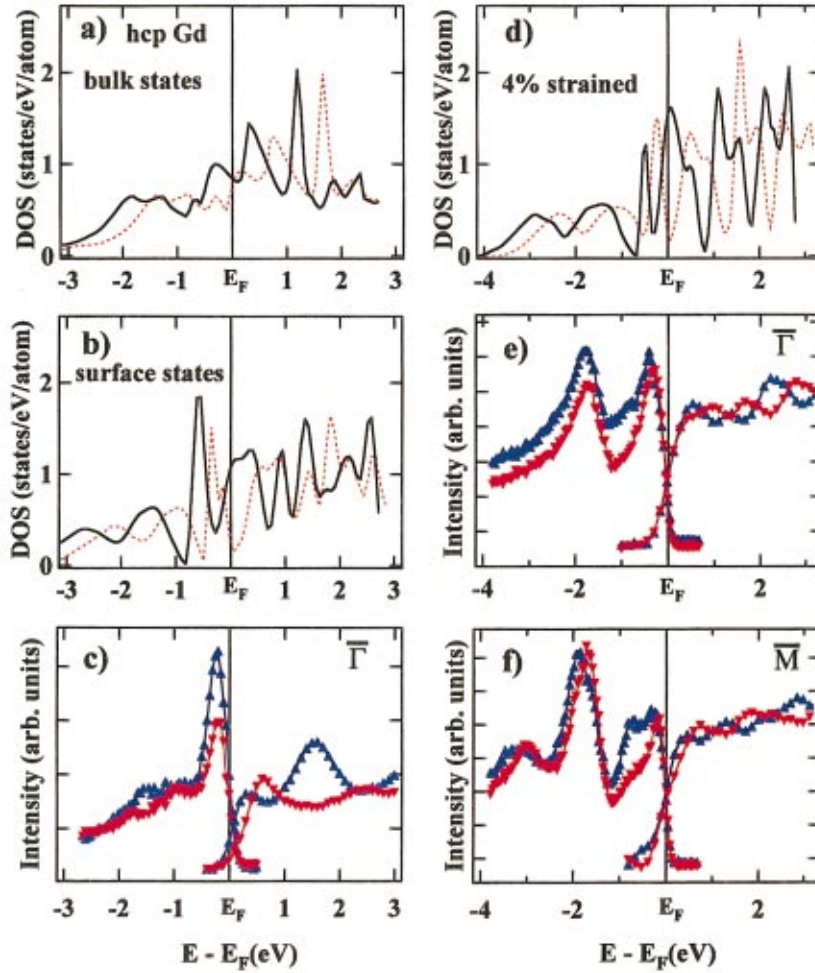 a) hcp Gd
bulk states
DOS (states/eV/atom)
2
1
0
-3 -2 -1 E_F 1 2 3
b)
surface states
DOS (states/eV/atom)
2
1
0
-3 -2 -1 E_F 1 2 3
c) Γ̅
Intensity (arb. units)
-3 -2 -1 E_F 1 2 3
E - E_F(eV)
d)
4% strained
DOS (states/eV/atom)
2
1
0
-4 -2 E_F 2
e) Γ̅
Intensity (arb. units)
-4 -2 E_F 2
f) M̅
Intensity (arb. units)
-4 -2 E_F 2
E - E_F(eV)